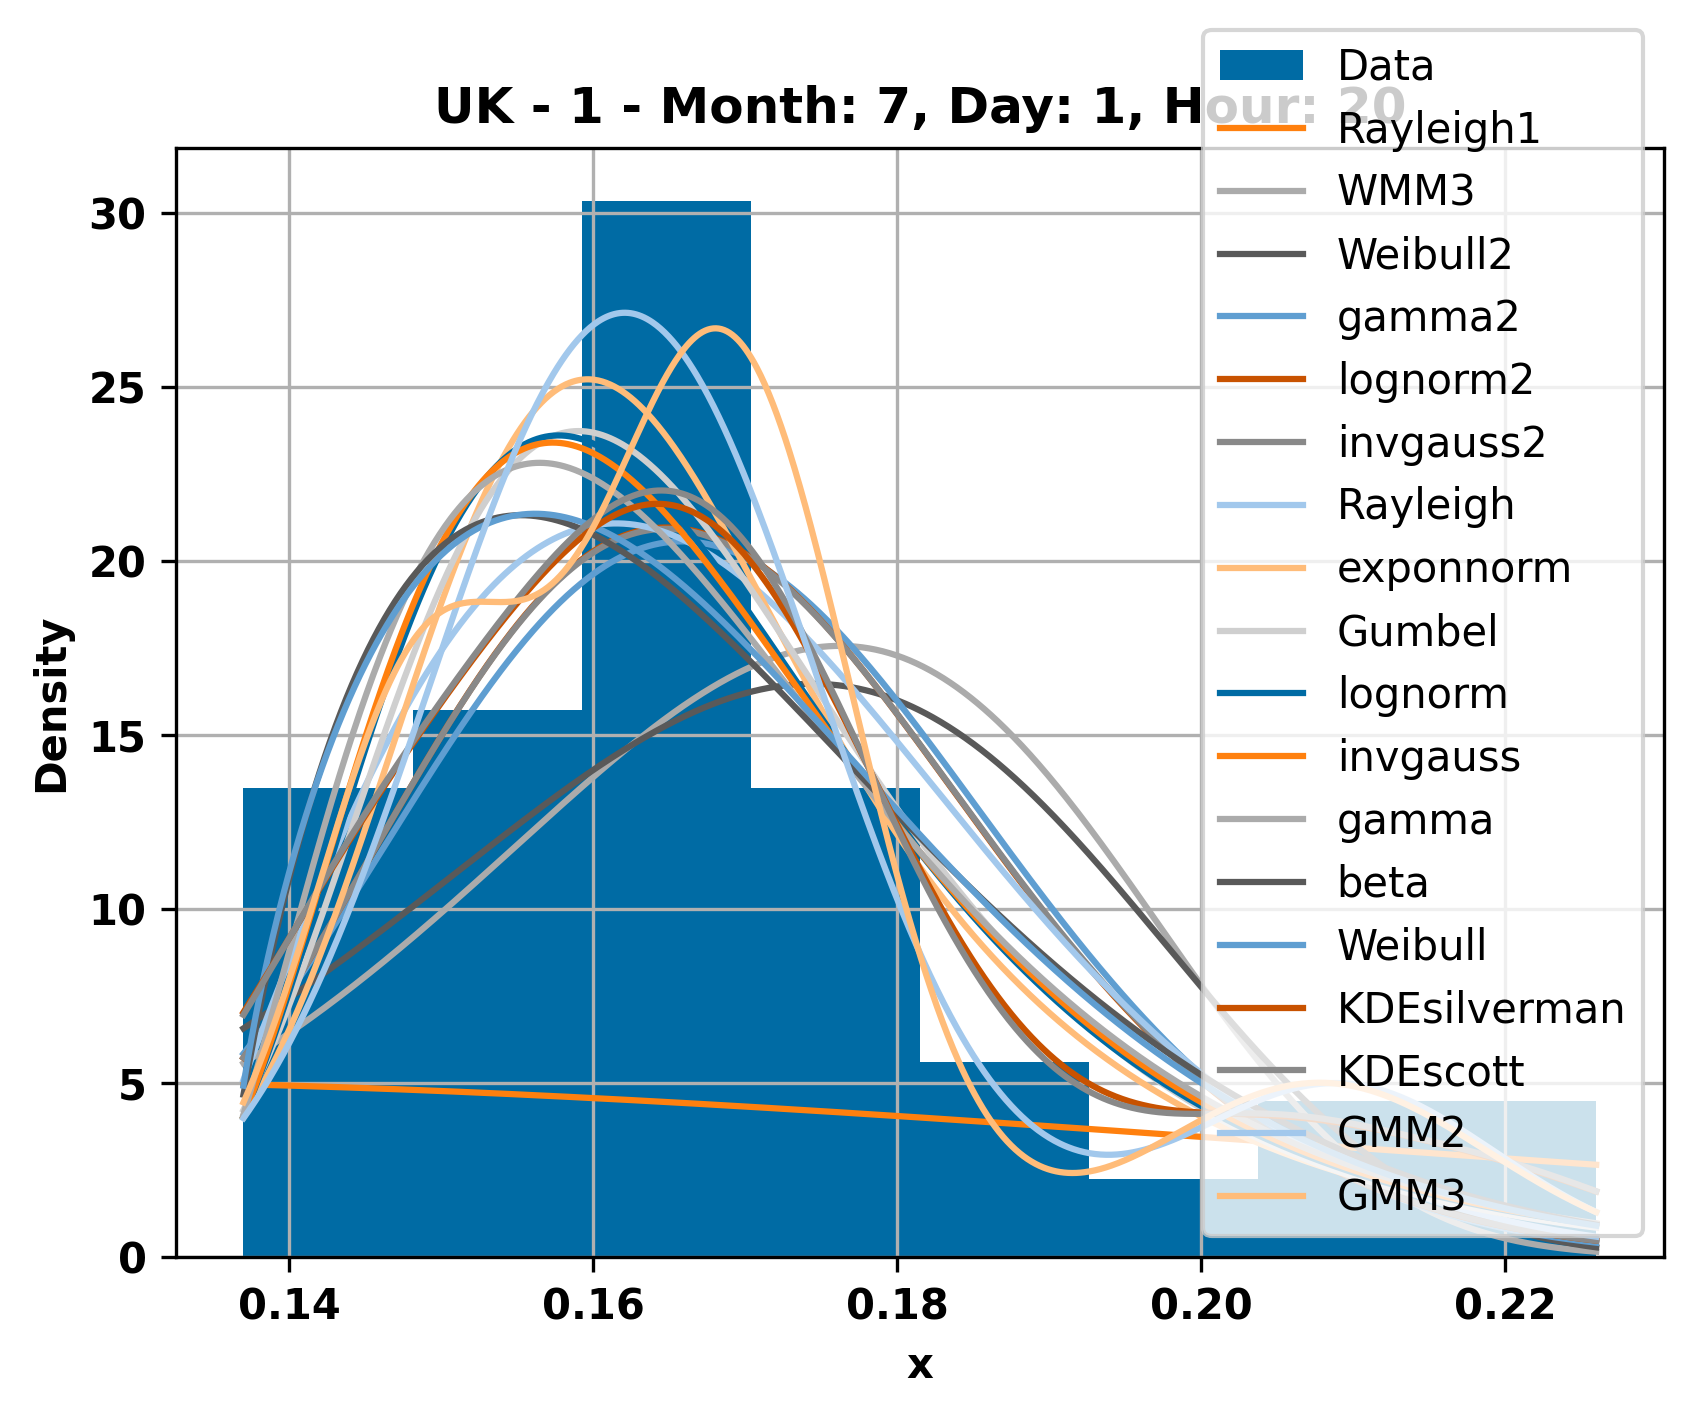 UK - 1 - Month: 7, Day: 1, Hour: 20
Data
Rayleigh1
WMM3
Weibull2
gamma2
lognorm2
invgauss2
Rayleigh
exponnorm
Gumbel
lognorm
invgauss
gamma
beta
Weibull
KDEsilverman
KDEscott
GMM2
GMM3
Density
30
25
20
15
10
5
0
0.14 0.16 0.18 0.20 0.22
x